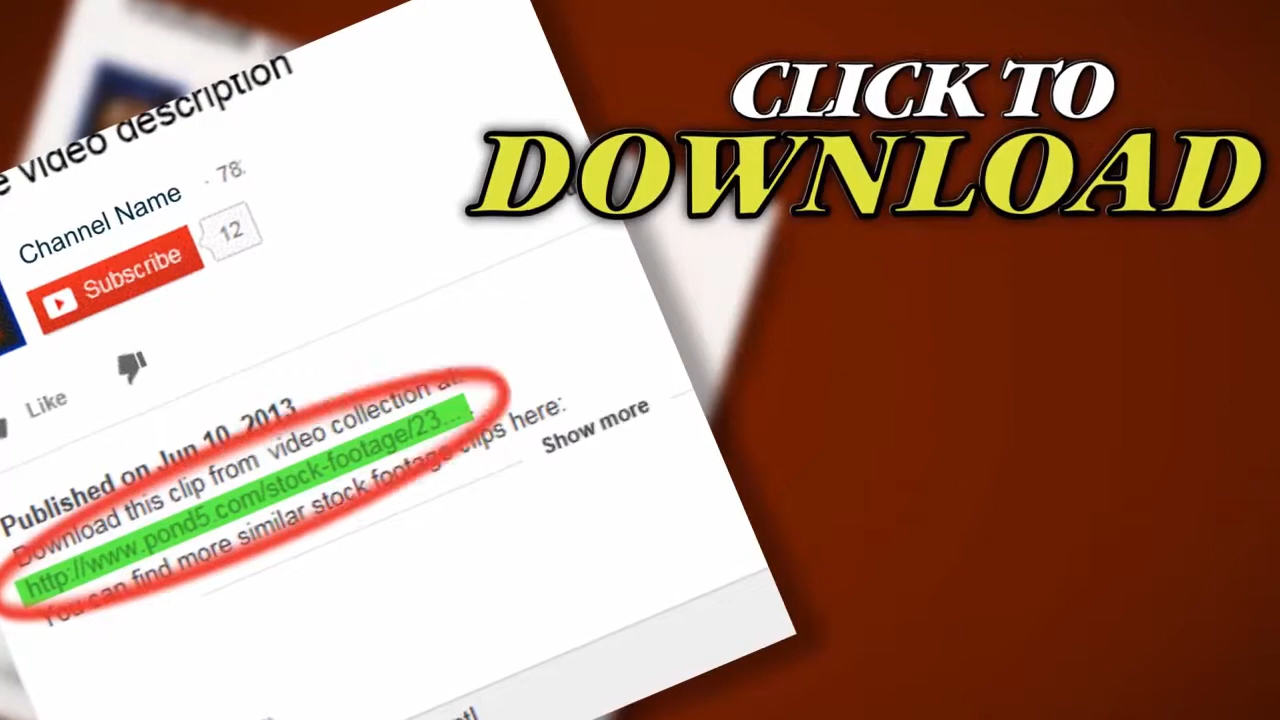 CLICK TO
DOWNLOAD
video description
Channel Name
Subscribe
12
Like
Published on Jun 10, 2013
Download this clip from video collection at:
http://www.pond5.com/stock-footage/23...
You can find more similar stock footage clips here:
Show more